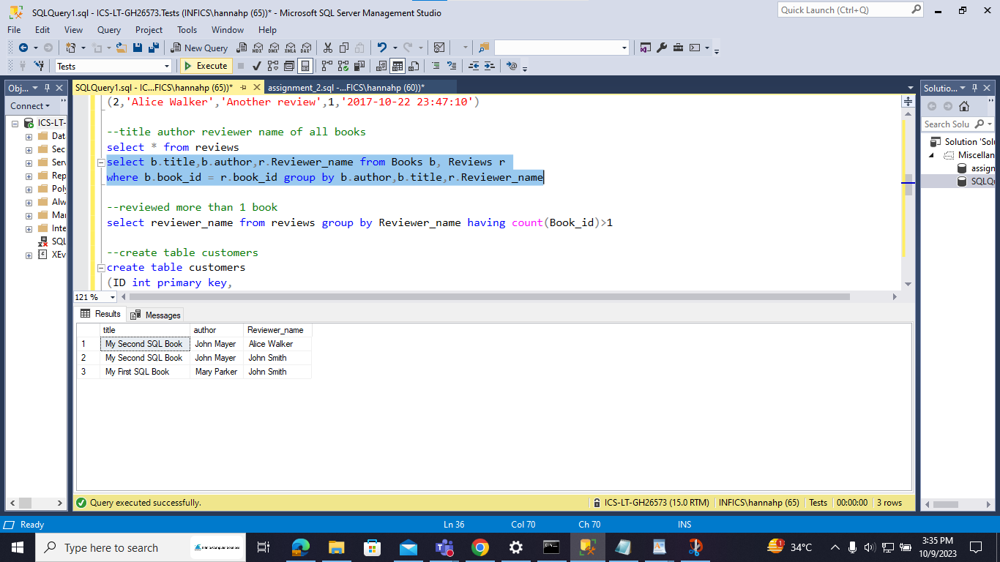 SQLQuery1.sql - ICS-LT-GH26573.Tests (INFICS\hannahp (65))* - Microsoft SQL Server Management Studio
Quick Launch (Ctrl+Q)
File Edit View Query Project Tools Window Help
New Query MDX DMX XMLA DAX
Tests Execute
Obj... SQLQuery1.sql - IC...FICS\hannahp (65))* assignment_2.sql -...FICS\hannahp (60))* Solutio...
Connect
ICS-LT-
Dat
Sec
Serv
Rep
Poly
Alw
Mar
Inte
SQL
XEv
(2,'Alice Walker','Another review',1,'2017-10-22 23:47:10')
--title author reviewer name of all books
select * from reviews
select b.title,b.author,r.Reviewer_name from Books b, Reviews r
where b.book_id = r.book_id group by b.author,b.title,r.Reviewer_name
--reviewed more than 1 book
select reviewer_name from reviews group by Reviewer_name having count(Book_id)>1
--create table customers
create table customers
(ID int primary key,
121 %
Search Solu
Solution 'Solu
Miscellan
assign
SQLQu
Results Messages
title author Reviewer_name
1 My Second SQL Book John Mayer Alice Walker
2 My Second SQL Book John Mayer John Smith
3 My First SQL Book Mary Parker John Smith
Query executed successfully. ICS-LT-GH26573 (15.0 RTM) INFICS\hannahp (65) Tests 00:00:00 3 rows
Ready Ln 36 Col 70 Ch 70 INS
Type here to search Infinite Computer Solutions 1 34°C 3:35 PM
10/9/2023